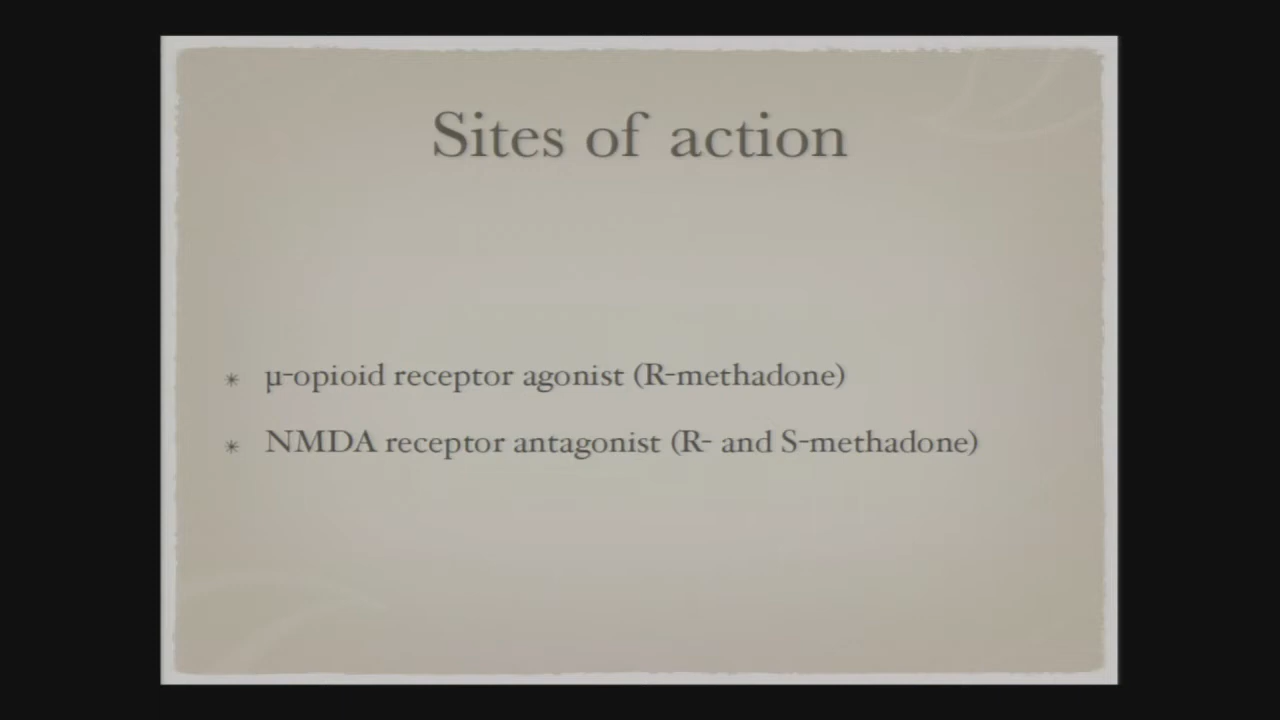 Sites of action
* µ-opioid receptor agonist (R-methadone)
* NMDA receptor antagonist (R- and S-methadone)